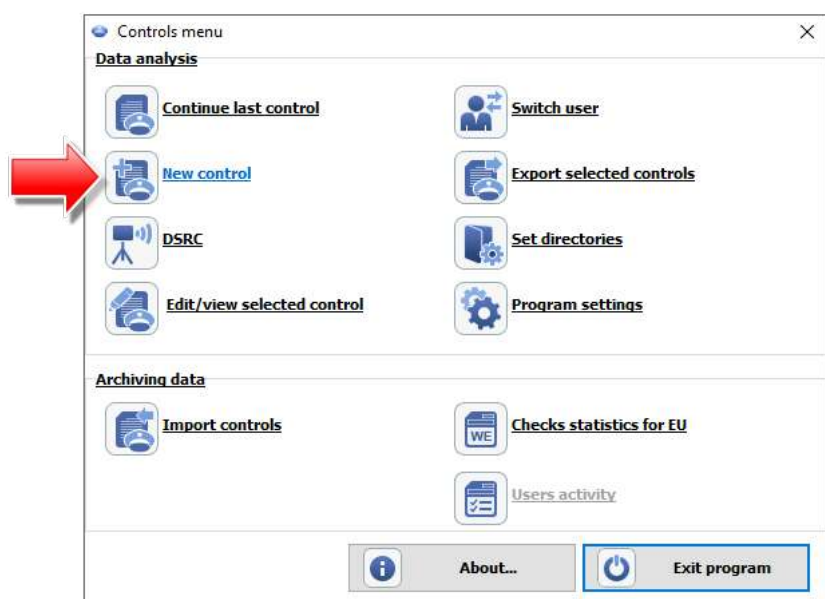 Controls menu
Data analysis
Continue last control
Switch user
New control
Export selected controls
DSRC
Set directories
Edit/view selected control
Program settings
Archiving data
Import controls
WE
Checks statistics for EU
Users activity
About...
Exit program